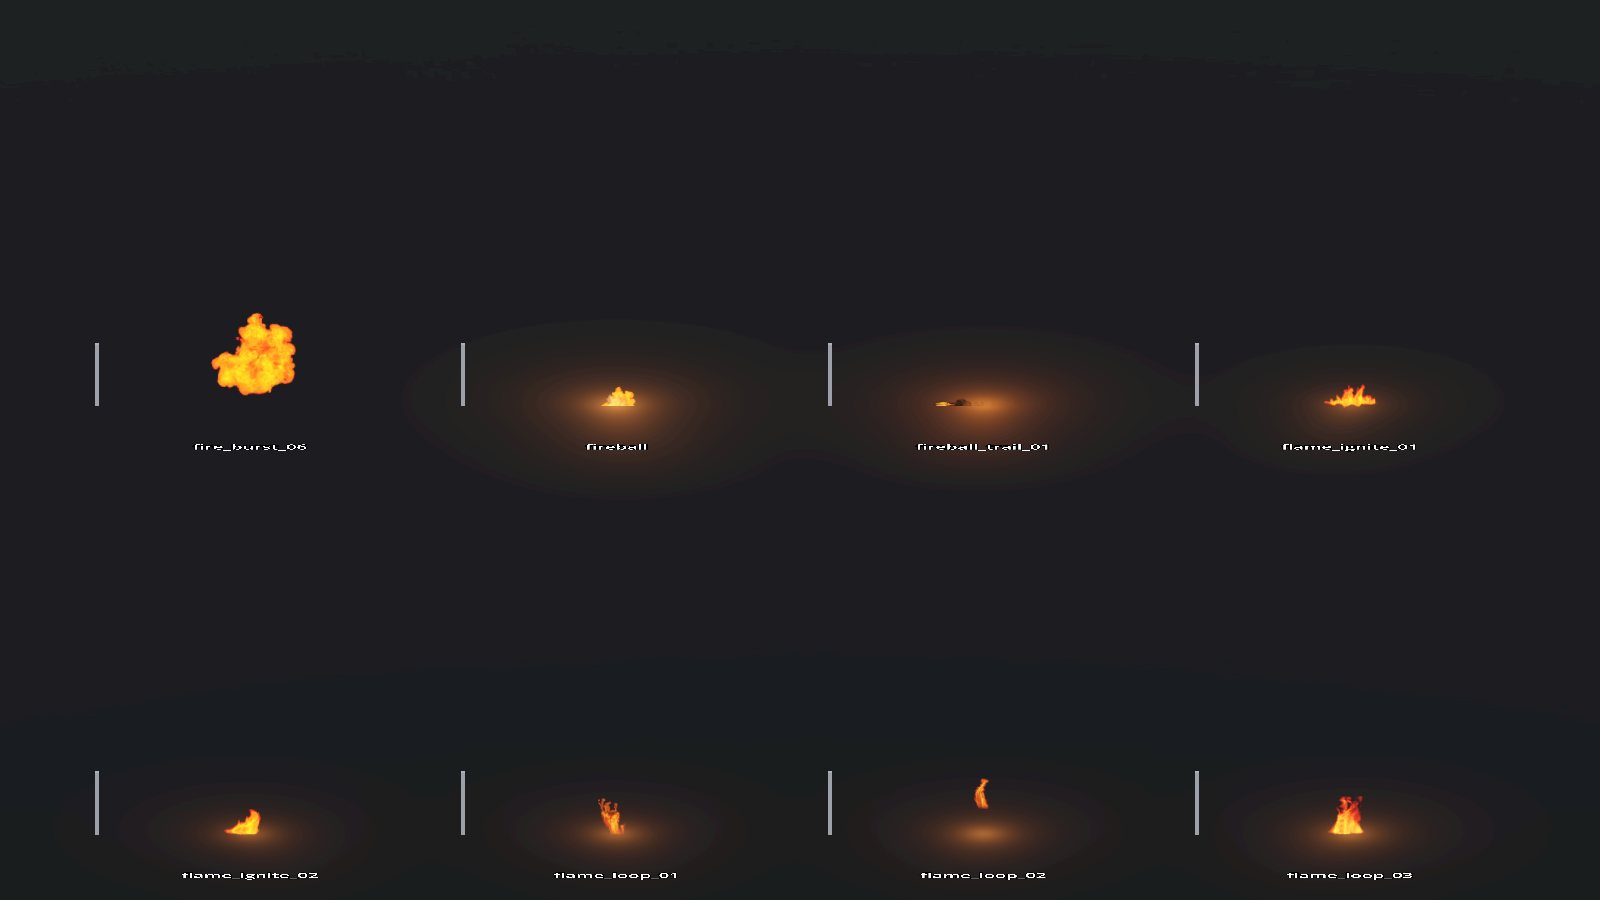 fire_burst_06
fireball
fireball_trail_01
flame_ignite_01
flame_ignite_02
flame_loop_01
flame_loop_02
flame_loop_03